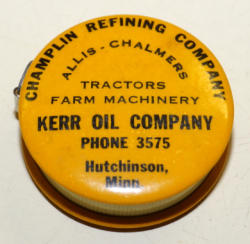 CHAMPLIN REFINING COMPANY
ALLIS-CHALMERS
TRACTORS
FARM MACHINERY
KERR OIL COMPANY
PHONE 3575
Hutchinson,
Minn.